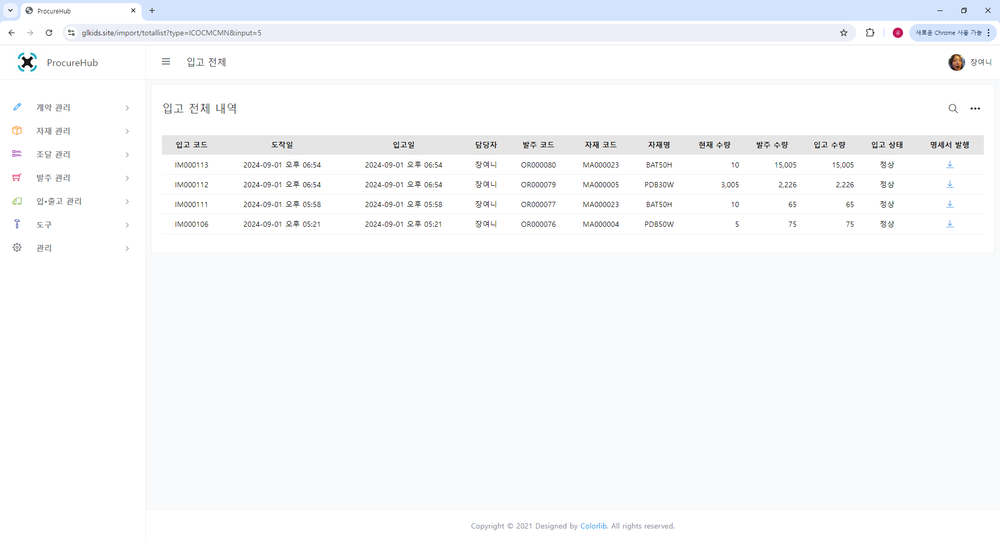 ProcureHub
glkids.site/import/totallist?type=ICOCMCMN&input=5
곰
새로운 Chrome 사용 가능
ProcureHub
입고 전체
장여니
계약 관리
자재 관리
조달 관리
발주 관리
입•출고 관리
도구
관리
입고 전체 내역
입고 코드 도착일 입고일 담당자 발주 코드 자재 코드 자재명 현재 수량 발주 수량 입고 수량 입고 상태 명세서 발행
IM000113 2024-09-01 오후 06:54 2024-09-01 오후 06:54 장여니 OR000080 MA000023 BAT50H 10 15,005 15,005 정상
IM000112 2024-09-01 오후 06:54 2024-09-01 오후 06:54 장여니 OR000079 MA000005 PDB30W 3,005 2,226 2,226 정상
IM000111 2024-09-01 오후 05:58 2024-09-01 오후 05:58 장여니 OR000077 MA000023 BAT50H 10 65 65 정상
IM000106 2024-09-01 오후 05:21 2024-09-01 오후 05:21 장여니 OR000076 MA000004 PDB50W 5 75 75 정상
Copyright © 2021 Designed by Colorlib. All rights reserved.